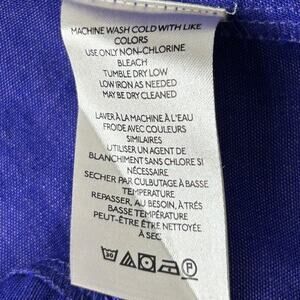 MACHINE WASH COLD WITH LIKE
COLORS
USE ONLY NON-CHLORINE
BLEACH
TUMBLE DRY LOW
LOW IRON AS NEEDED
MAY BE DRY CLEANED
LAVER À LA MACHINE À L'EAU
FROIDE AVEC COULEURS
SIMILAIRES
UTILISER UN AGENT DE
BLANCHIMENT SANS CHLORE SI
NÉCESSAIRE
SECHER PAR CULBUTAGE À BASSE
TEMPERATURE
REPASSER, AU BESOIN, À TRÈS
BASSE TEMPÉRATURE
PEUT-ÊTRE ÊTRE NETTOYÉE
À SEC
30 P